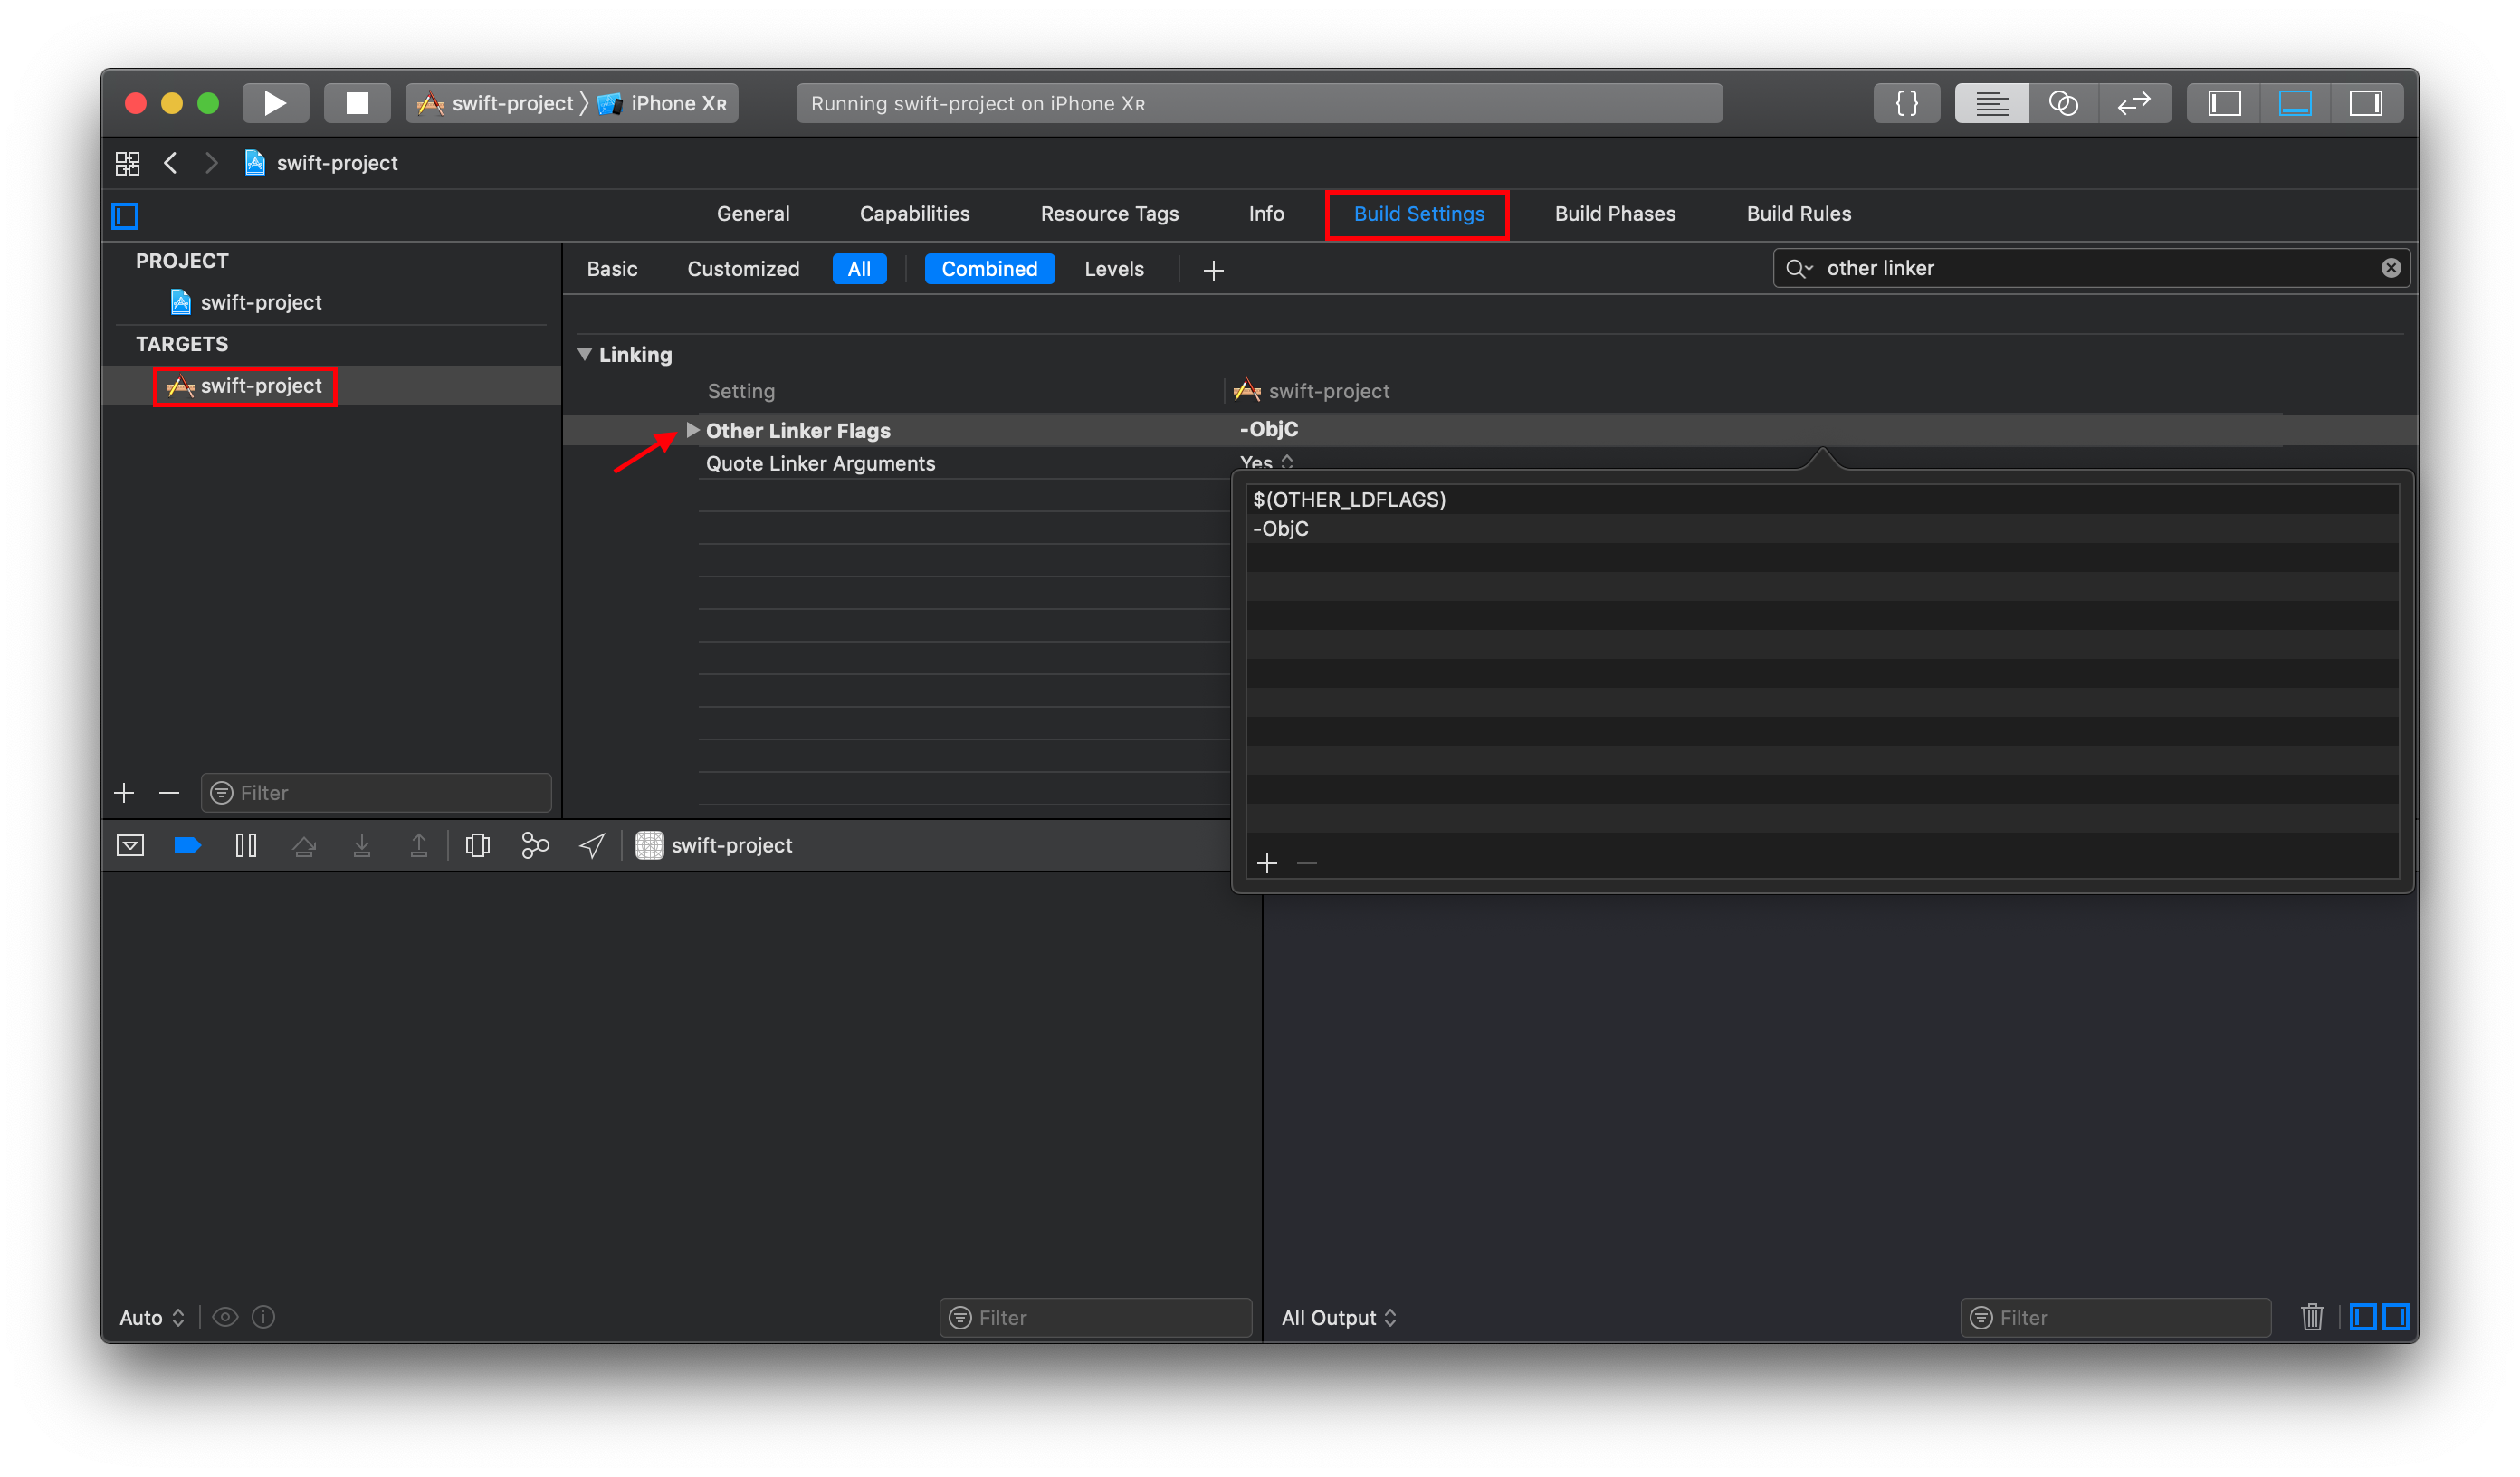 swift-project
iPhone XR
Running swift-project on iPhone XR
{ }
swift-project
General
Capabilities
Resource Tags
Info
Build Settings
Build Phases
Build Rules
PROJECT
swift-project
TARGETS
swift-project
Basic
Customized
All
Combined
Levels
other linker
Linking
Setting
swift-project
Other Linker Flags
-ObjC
Quote Linker Arguments
Yes
$(OTHER_LDFLAGS)
-ObjC
Filter
swift-project
Auto
Filter
All Output
Filter